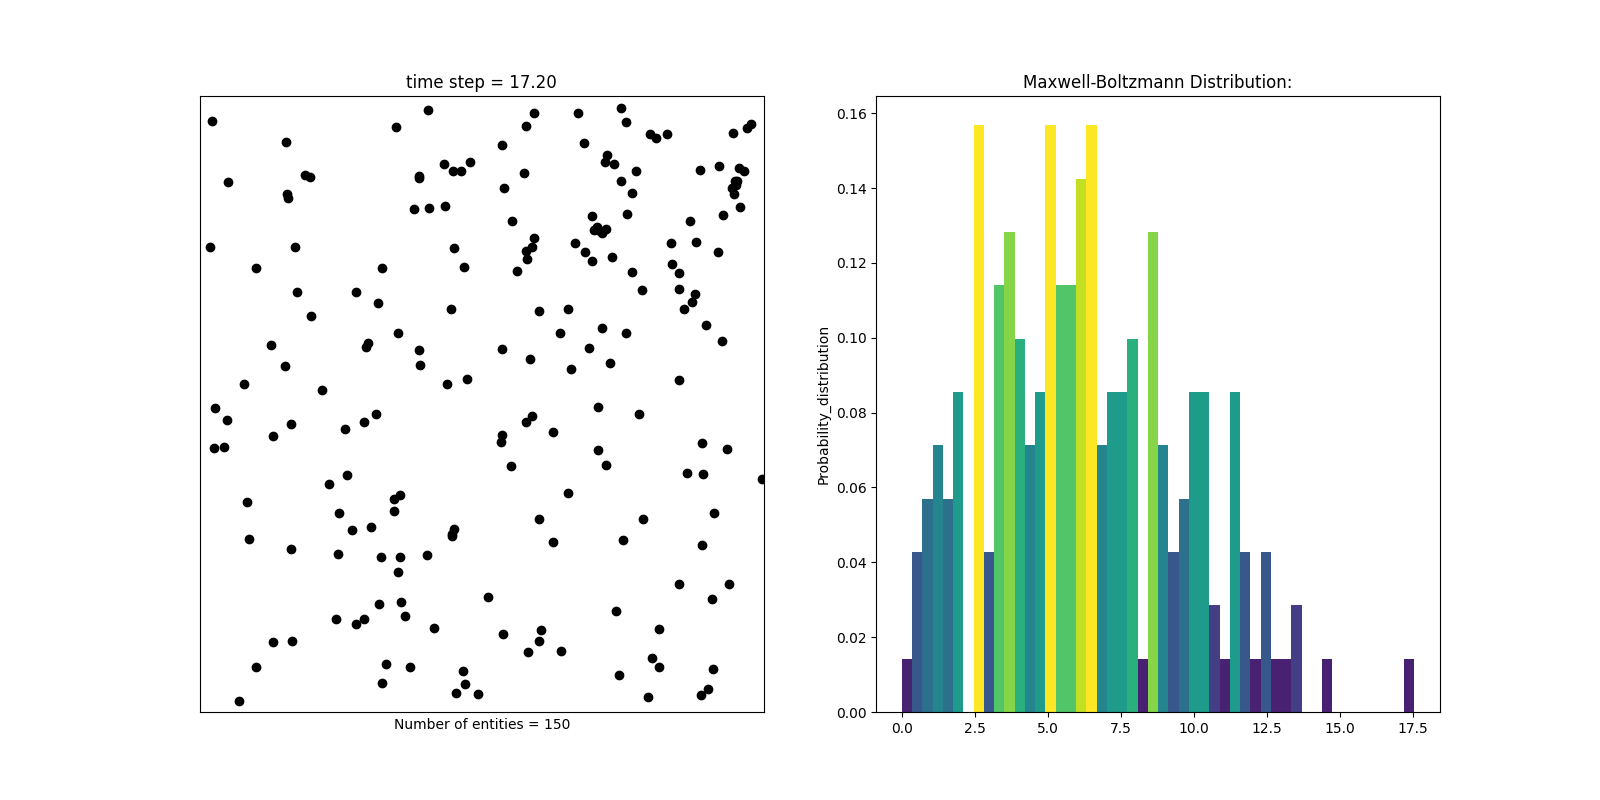 time step = 17.20
Number of entities = 150
Maxwell-Boltzmann Distribution:
Probability_distribution
0.16
0.14
0.12
0.10
0.08
0.06
0.04
0.02
0.00
0.0 2.5 5.0 7.5 10.0 12.5 15.0 17.5